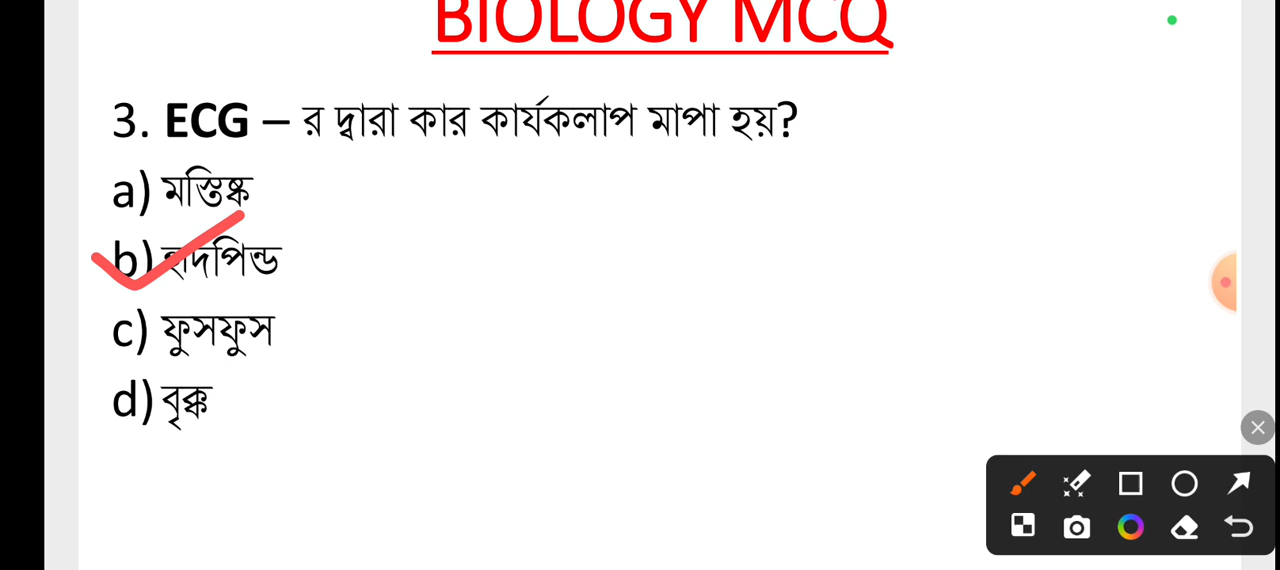 BIOLOGY MCQ
3. ECG – র দ্বারা কার কার্যকলাপ মাপা হয়?
a) মস্তিষ্ক
b) হৃদপিন্ড
c) ফুসফুস
d) বৃক্ক